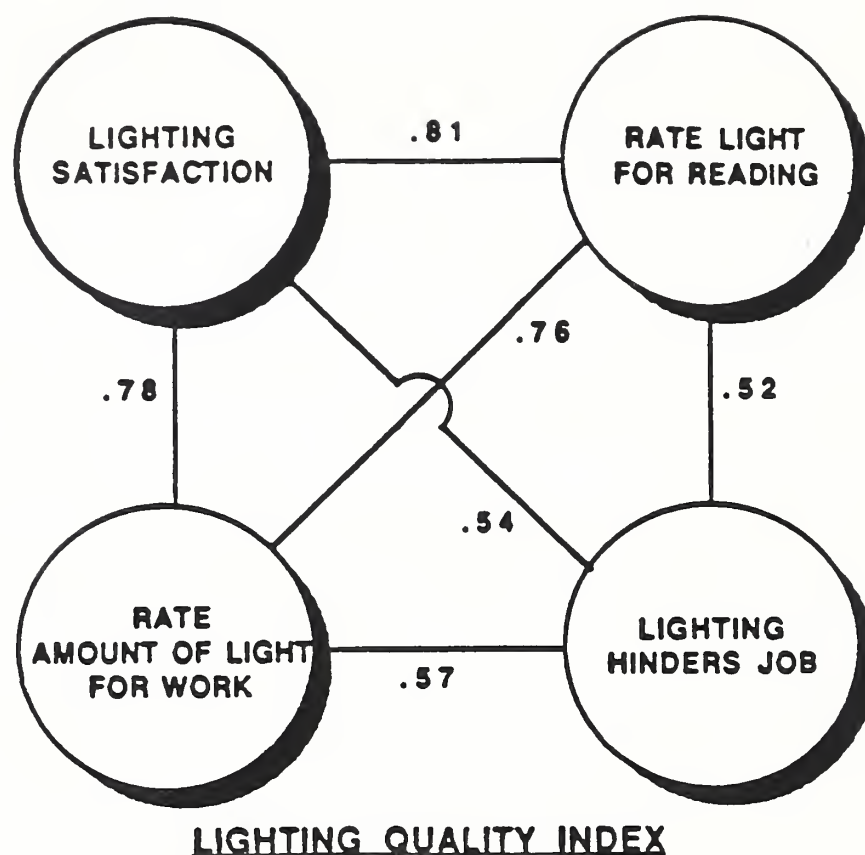 LIGHTING
SATISFACTION
.81
RATE LIGHT
FOR READING
.76
.78
.52
.54
RATE
AMOUNT OF LIGHT
FOR WORK
.57
LIGHTING
HINDERS JOB
LIGHTING QUALITY INDEX